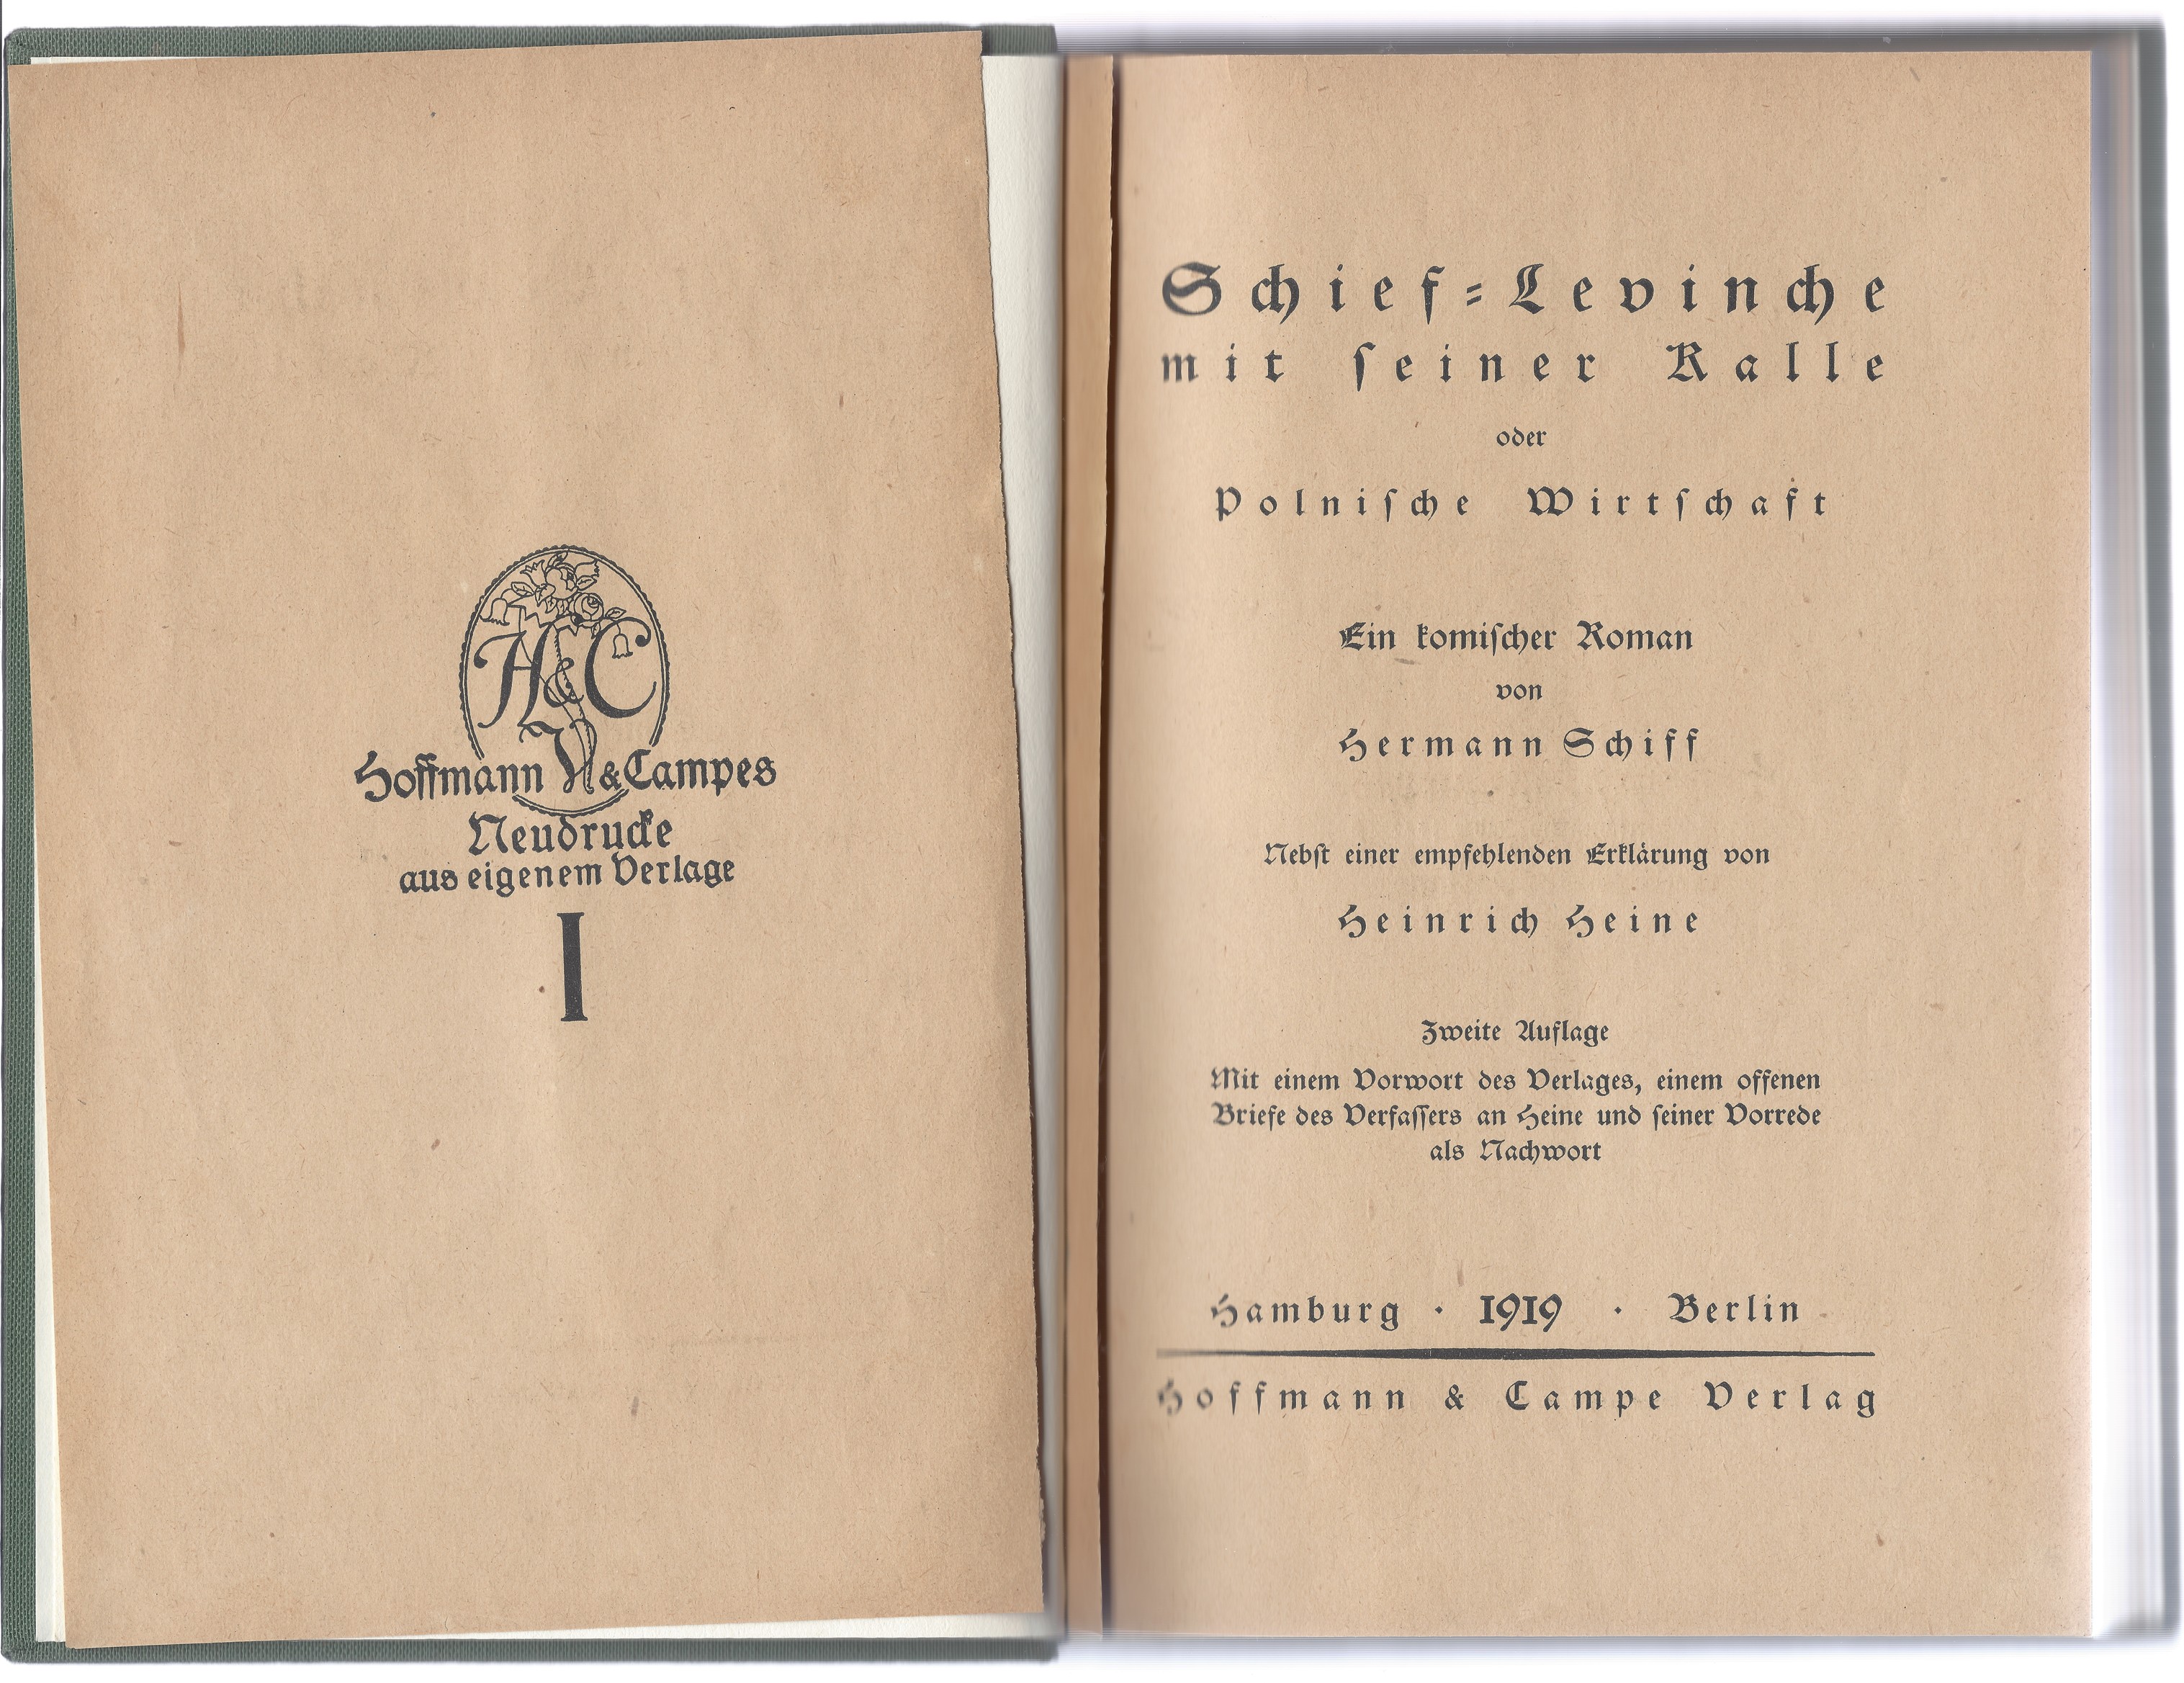 H&C
V
Hoffmann & Campes
Neudrucke
aus eigenem Verlage
I
Schief-Levinche
mit ſeiner Kalle
oder
Polniſche Wirtſchaft
Ein komiſcher Roman
von
Hermann Schiff
Nebſt einer empfehlenden Erklärung von
Heinrich Heine
Zweite Auflage
Mit einem Vorwort des Verlages, einem offenen
Briefe des Verfaſſers an Heine und ſeiner Vorrede
als Nachwort
Hamburg · 1919 · Berlin
Hoffmann & Campe Verlag